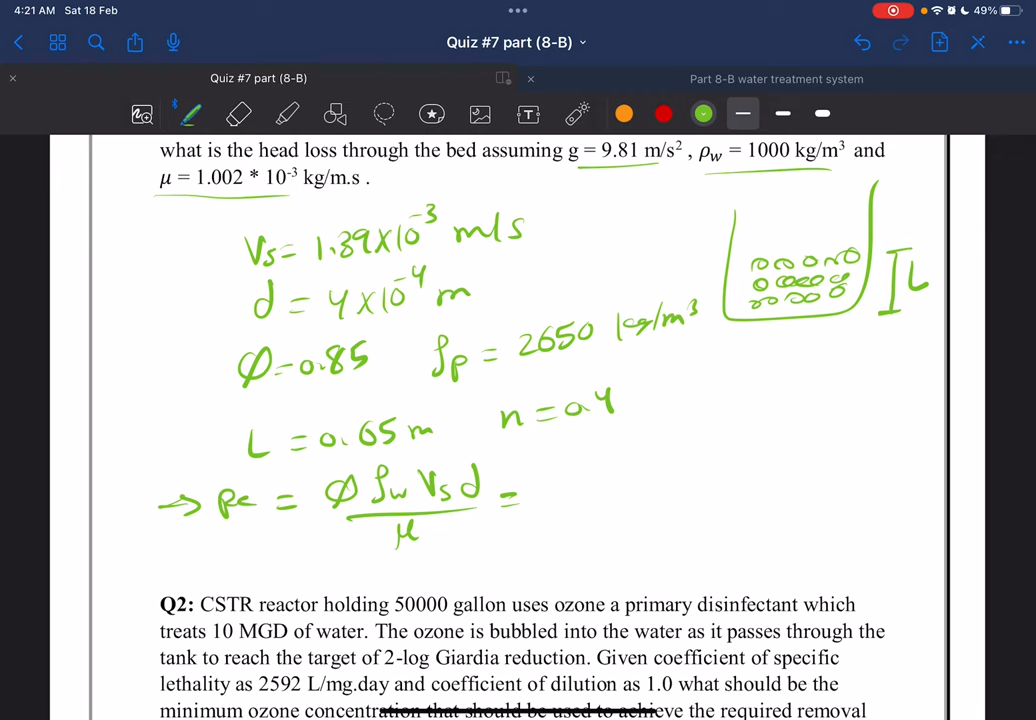 4:21 AM Sat 18 Feb
49%
Quiz #7 part (8-B)
Quiz #7 part (8-B)
Part 8-B water treatment system
what is the head loss through the bed assuming g = 9.81 m/s², ρw = 1000 kg/m³ and
μ = 1.002 * 10⁻³ kg/m.s .
Vs = 1.39×10⁻³ m/s
d = 4×10⁻⁴ m
L
Ø = 0.85 ρp = 2650 kg/m³
L = 0.65 m n = 0.4
→ Re = Ø ρw Vs d / μ =
Q2: CSTR reactor holding 50000 gallon uses ozone a primary disinfectant which
treats 10 MGD of water. The ozone is bubbled into the water as it passes through the
tank to reach the target of 2-log Giardia reduction. Given coefficient of specific
lethality as 2592 L/mg.day and coefficient of dilution as 1.0 what should be the
minimum ozone concentration that should be used to achieve the required removal